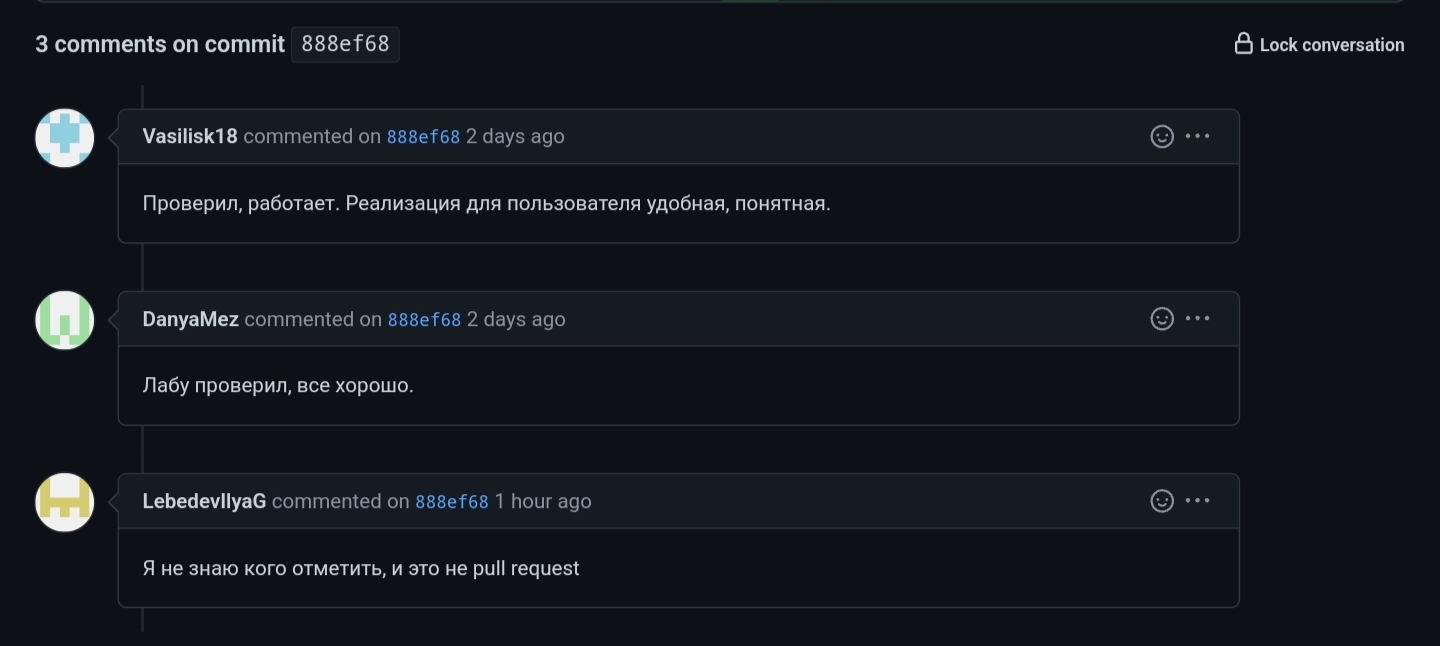 3 comments on commit 888ef68
Lock conversation
Vasilisk18 commented on 888ef68 2 days ago
Проверил, работает. Реализация для пользователя удобная, понятная.
DanyaMez commented on 888ef68 2 days ago
Лабу проверил, все хорошо.
LebedevIlyaG commented on 888ef68 1 hour ago
Я не знаю кого отметить, и это не pull request